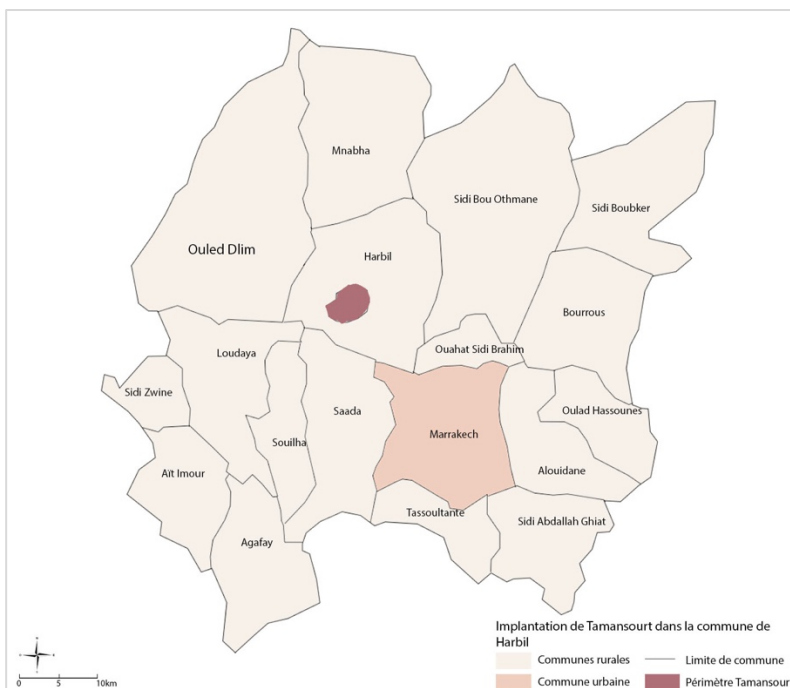 Mnabha
Sidi Bou Othmane
Sidi Boubker
Ouled Dlim
Harbil
Bourrous
Ouahat Sidi Brahim
Loudaya
Sidi Zwine
Saada
Oulad Hassounes
Marrakech
Souilha
Aït Imour
Alouidane
Tassoultante
Sidi Abdallah Ghiat
Agafay
Implantation de Tamansourt dans la commune de
Harbil
Communes rurales
Limite de commune
Commune urbaine
Périmètre Tamansour
0 5 10km